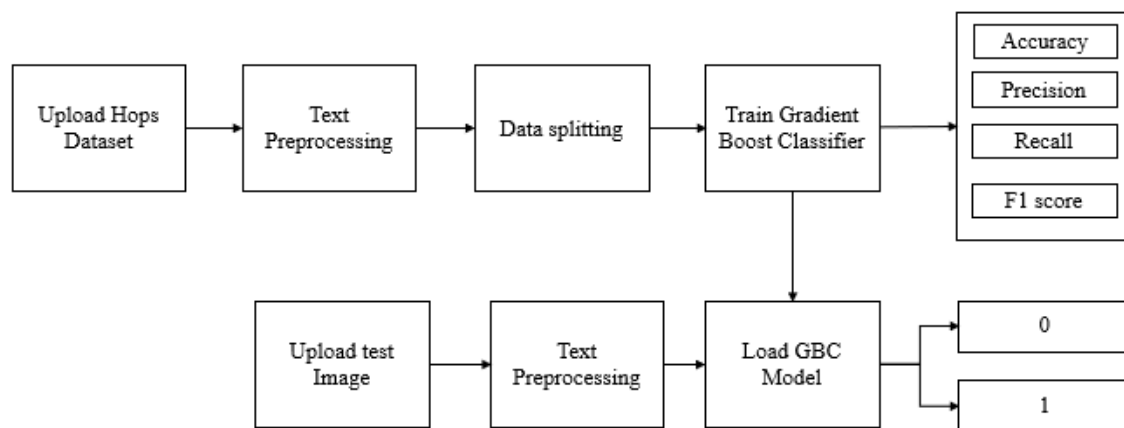 Upload Hops
Dataset
Text
Preprocessing
Data splitting
Train Gradient
Boost Classifier
Accuracy
Precision
Recall
F1 score
Upload test
Image
Text
Preprocessing
Load GBC
Model
0
1